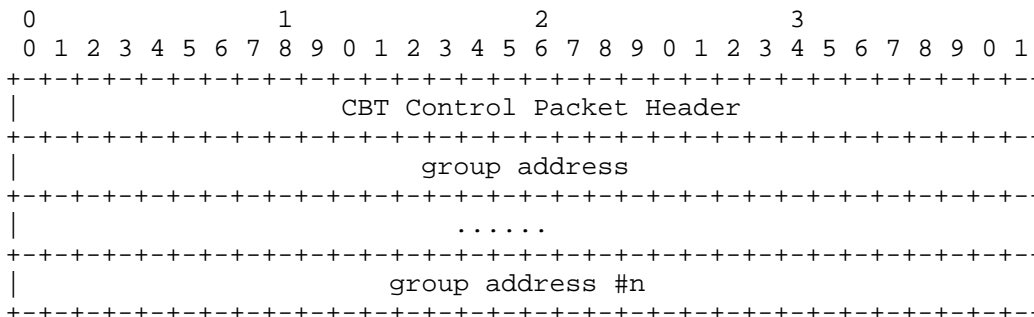 0                   1                   2                   3
0 1 2 3 4 5 6 7 8 9 0 1 2 3 4 5 6 7 8 9 0 1 2 3 4 5 6 7 8 9 0 1
+-+-+-+-+-+-+-+-+-+-+-+-+-+-+-+-+-+-+-+-+-+-+-+-+-+-+-+-+-+-+-+-
|                  CBT Control Packet Header
+-+-+-+-+-+-+-+-+-+-+-+-+-+-+-+-+-+-+-+-+-+-+-+-+-+-+-+-+-+-+-+-
|                       group address
+-+-+-+-+-+-+-+-+-+-+-+-+-+-+-+-+-+-+-+-+-+-+-+-+-+-+-+-+-+-+-+-
|                         ......
+-+-+-+-+-+-+-+-+-+-+-+-+-+-+-+-+-+-+-+-+-+-+-+-+-+-+-+-+-+-+-+-
|                     group address #n
+-+-+-+-+-+-+-+-+-+-+-+-+-+-+-+-+-+-+-+-+-+-+-+-+-+-+-+-+-+-+-+-